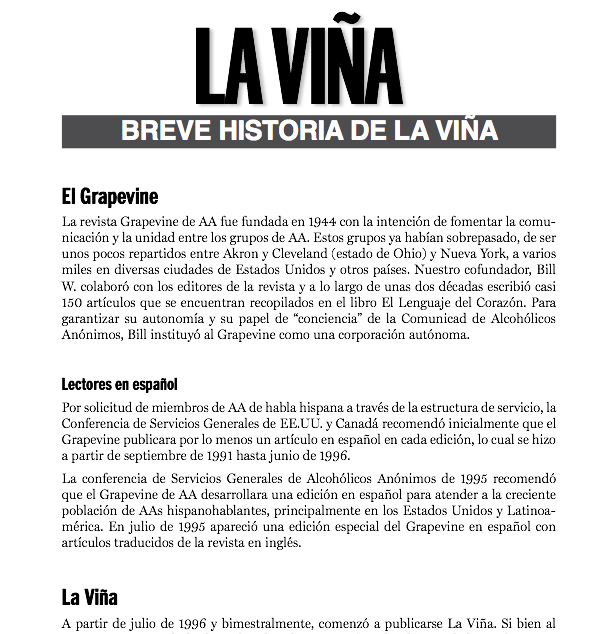 LA VIÑA
BREVE HISTORIA DE LA VIÑA
El Grapevine
La revista Grapevine de AA fue fundada en 1944 con la intención de fomentar la comu-
nicación y la unidad entre los grupos de AA. Estos grupos ya habían sobrepasado, de ser
unos pocos repartidos entre Akron y Cleveland (estado de Ohio) y Nueva York, a varios
miles en diversas ciudades de Estados Unidos y otros países. Nuestro cofundador, Bill
W. colaboró con los editores de la revista y a lo largo de unas dos décadas escribió casi
150 artículos que se encuentran recopilados en el libro El Lenguaje del Corazón. Para
garantizar su autonomía y su papel de “conciencia” de la Comunicad de Alcohólicos
Anónimos, Bill instituyó al Grapevine como una corporación autónoma.
Lectores en español
Por solicitud de miembros de AA de habla hispana a través de la estructura de servicio, la
Conferencia de Servicios Generales de EE.UU. y Canadá recomendó inicialmente que el
Grapevine publicara por lo menos un artículo en español en cada edición, lo cual se hizo
a partir de septiembre de 1991 hasta junio de 1996.
La conferencia de Servicios Generales de Alcohólicos Anónimos de 1995 recomendó
que el Grapevine de AA desarrollara una edición en español para atender a la creciente
población de AAs hispanohablantes, principalmente en los Estados Unidos y Latinoa-
mérica. En julio de 1995 apareció una edición especial del Grapevine en español con
artículos traducidos de la revista en inglés.
La Viña
A partir de julio de 1996 y bimestralmente, comenzó a publicarse La Viña. Si bien al